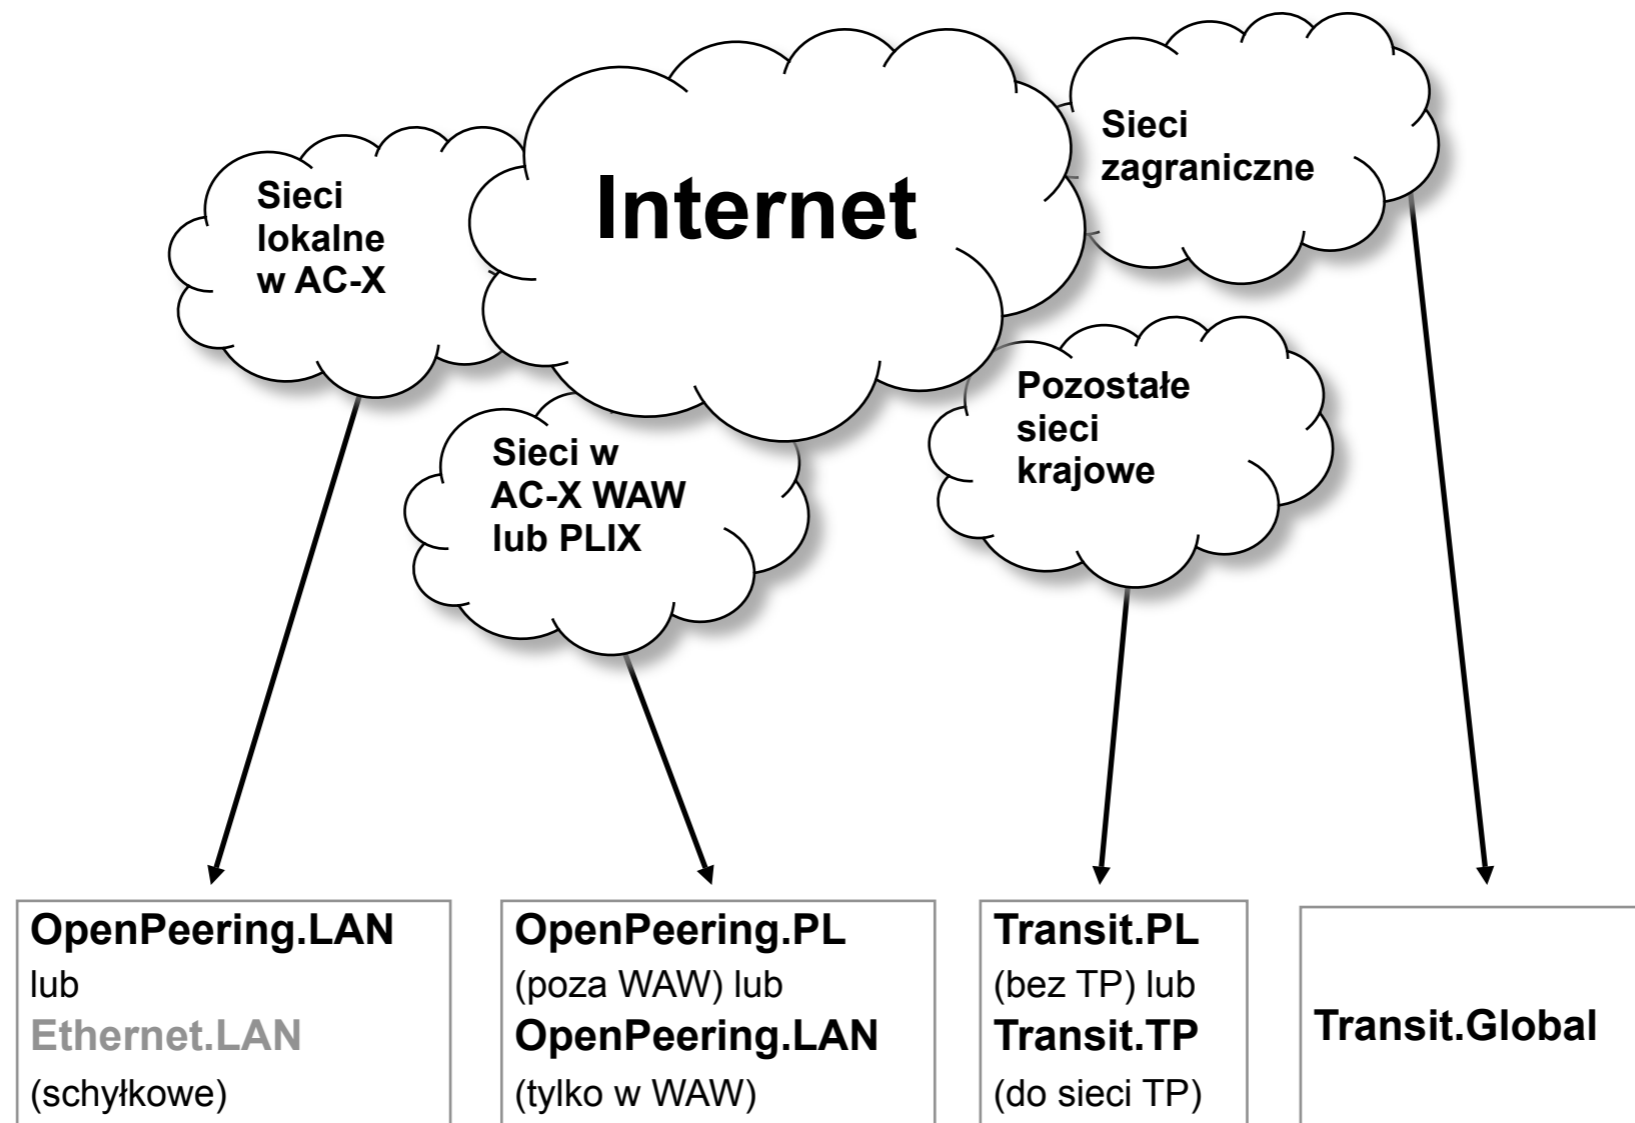 Internet
Sieci
zagraniczne
Sieci
lokalne
w AC-X
Pozostałe
sieci
krajowe
Sieci w
AC-X WAW
lub PLIX
OpenPeering.LAN
lub
Ethernet.LAN
(schyłkowe)
OpenPeering.PL
(poza WAW) lub
OpenPeering.LAN
(tylko w WAW)
Transit.PL
(bez TP) lub
Transit.TP
(do sieci TP)
Transit.Global